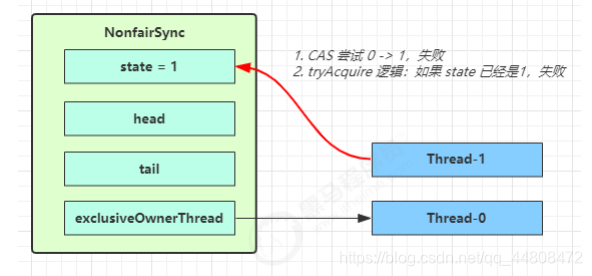 NonfairSync
state = 1
head
tail
exclusiveOwnerThread
1. CAS 尝试 0 -> 1，失败
2. tryAcquire 逻辑：如果 state 已经是1，失败
Thread-1
Thread-0
https://blog.csdn.net/qq_44808472